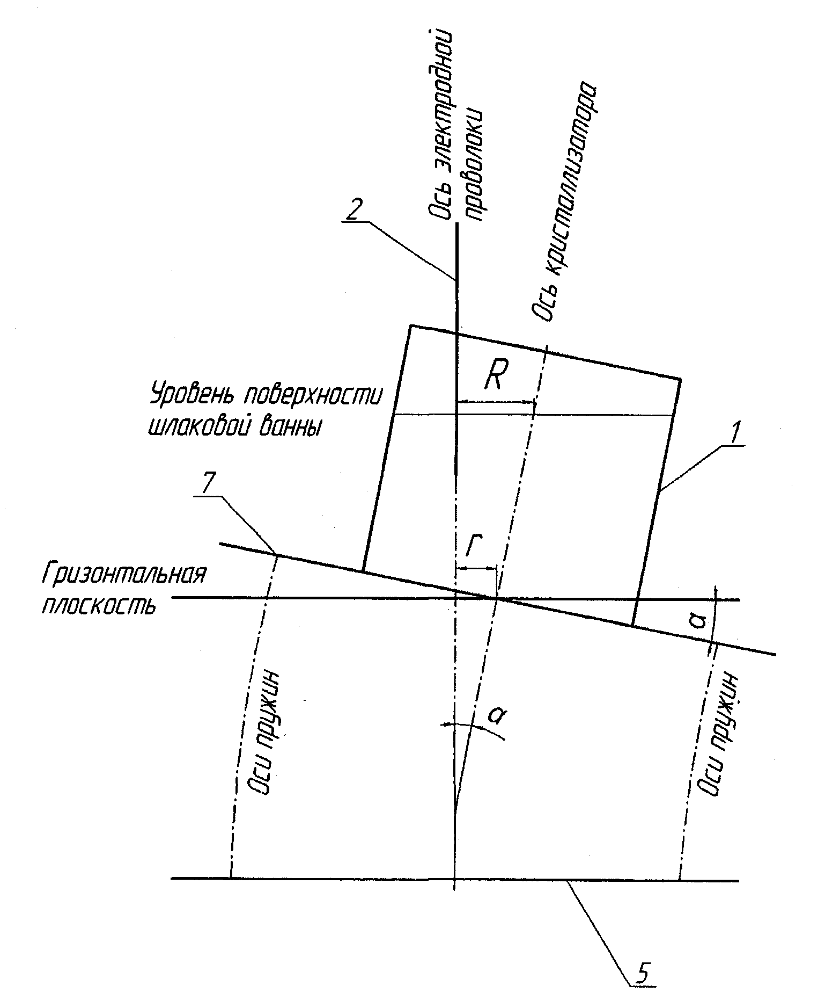 Ось электродной
проволоки
Ось кристаллизатора
2
R
Уровень поверхности
шлаковой ванны
1
7
r
Гризонтальная
плоскость
α
Оси пружин
α
Оси пружин
5